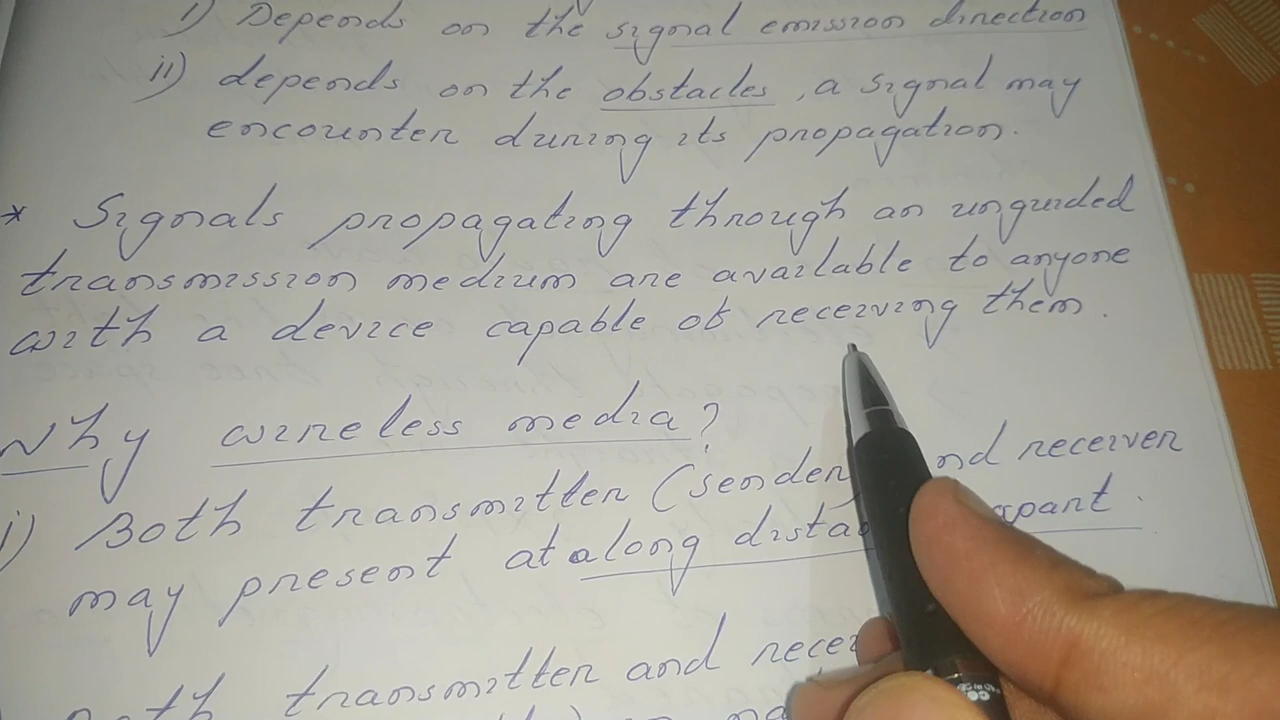 i) Depends on the signal emission direction
ii) depends on the obstacles, a signal may
encounter during its propagation.
* Signals propagating through an unguided
transmission medium are available to anyone
with a device capable of receiving them.
Why wireless media?
i) Both transmitter (sender) and receiver
may present at a long distance apart.
transmitter and